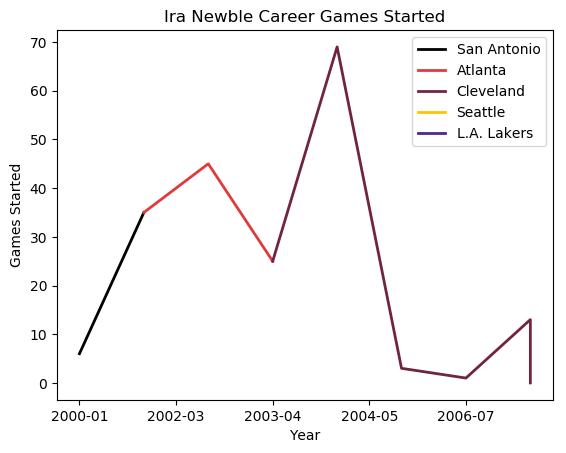 Ira Newble Career Games Started
San Antonio
Atlanta
Cleveland
Seattle
L.A. Lakers
Games Started
70
60
50
40
30
20
10
0
2000-01 2002-03 2003-04 2004-05 2006-07
Year